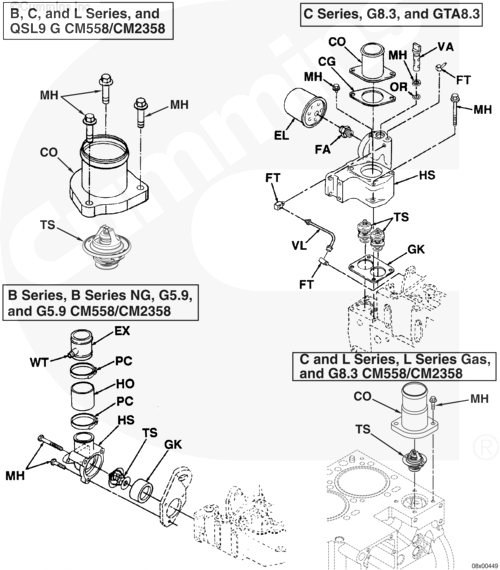 B, C, and L Series, and
QSL9 G CM558/CM2358
MH
MH
CO
TS
C Series, G8.3, and GTA8.3
CO
MH
VA
CG
FT
MH
OR
MH
EL
FA
HS
FT
TS
VL
GK
FT
B Series, B Series NG, G5.9,
and G5.9 CM558/CM2358
EX
WT
PC
HO
PC
HS
TS
GK
MH
C and L Series, L Series Gas,
and G8.3 CM558/CM2358
CO
MH
TS
08x00449